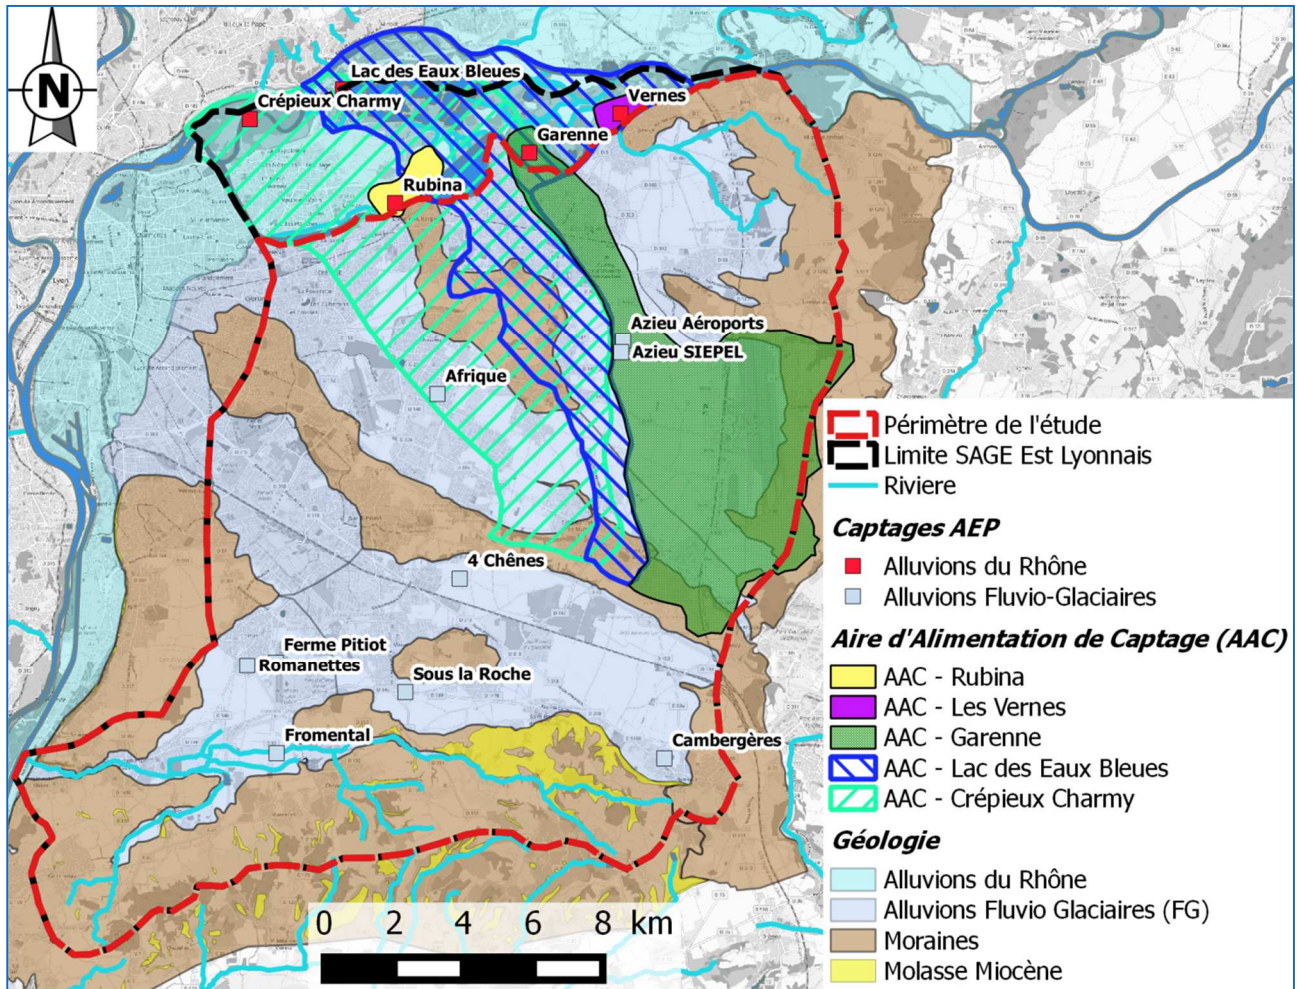 N
Lac des Eaux Bleues
Crépieux Charmy
Vernes
Garenne
Rubina
Azieu Aéroports
Azieu SIEPEL
Afrique
4 Chênes
Ferme Pitiot
Romanettes
Sous la Roche
Fromental
Cambergères
0 2 4 6 8 km
Périmètre de l'étude
Limite SAGE Est Lyonnais
Riviere
Captages AEP
Alluvions du Rhône
Alluvions Fluvio-Glaciaires
Aire d'Alimentation de Captage (AAC)
AAC - Rubina
AAC - Les Vernes
AAC - Garenne
AAC - Lac des Eaux Bleues
AAC - Crépieux Charmy
Géologie
Alluvions du Rhône
Alluvions Fluvio Glaciaires (FG)
Moraines
Molasse Miocène